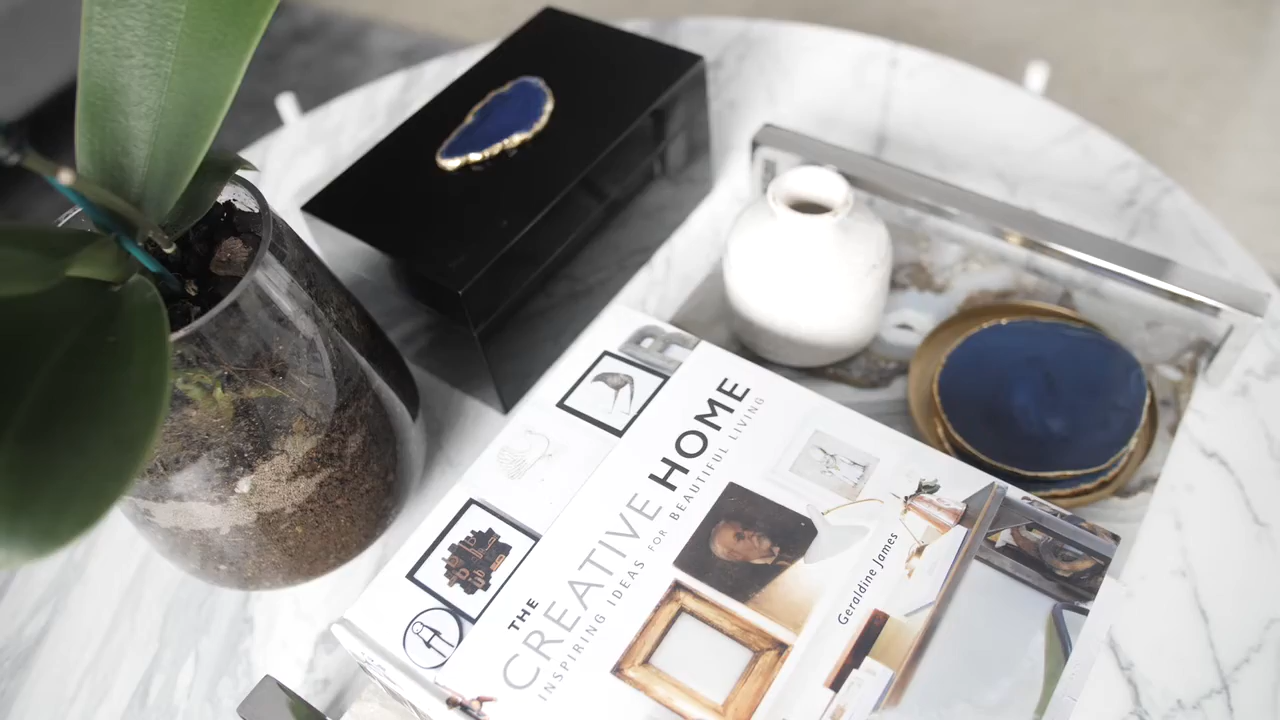 THE
CREATIVE HOME
INSPIRING IDEAS FOR BEAUTIFUL LIVING
Geraldine James